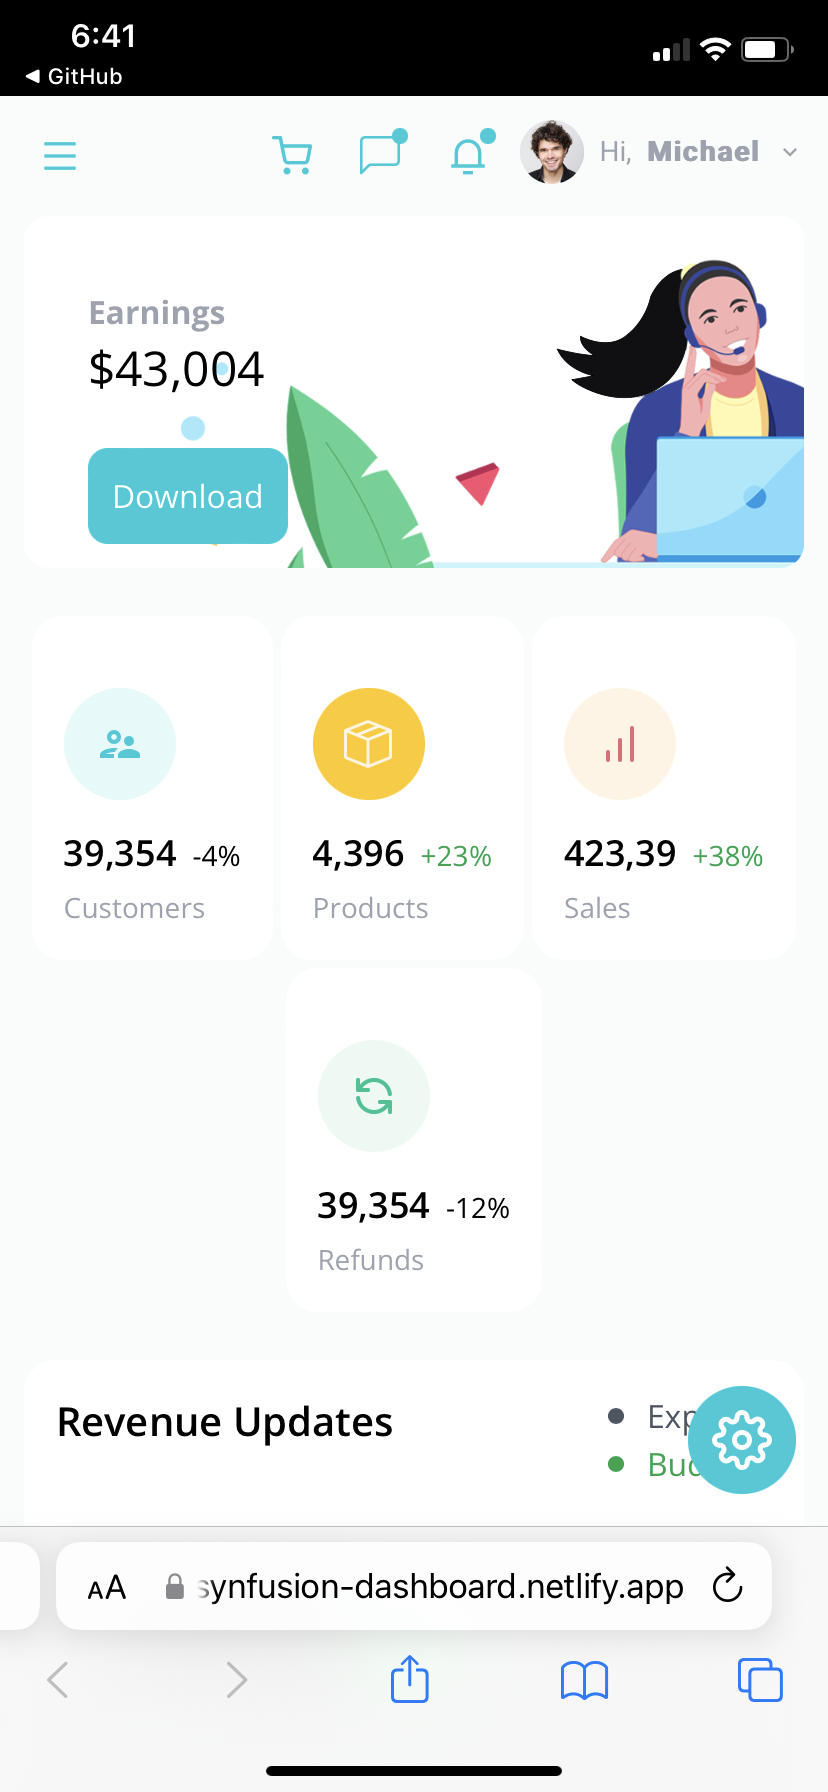 6:41
◀ GitHub
Hi, Michael
Earnings
$43,004
Download
39,354 -4%
Customers
4,396 +23%
Products
423,39 +38%
Sales
39,354 -12%
Refunds
Revenue Updates
Exp
Bud
AA synfusion-dashboard.netlify.app